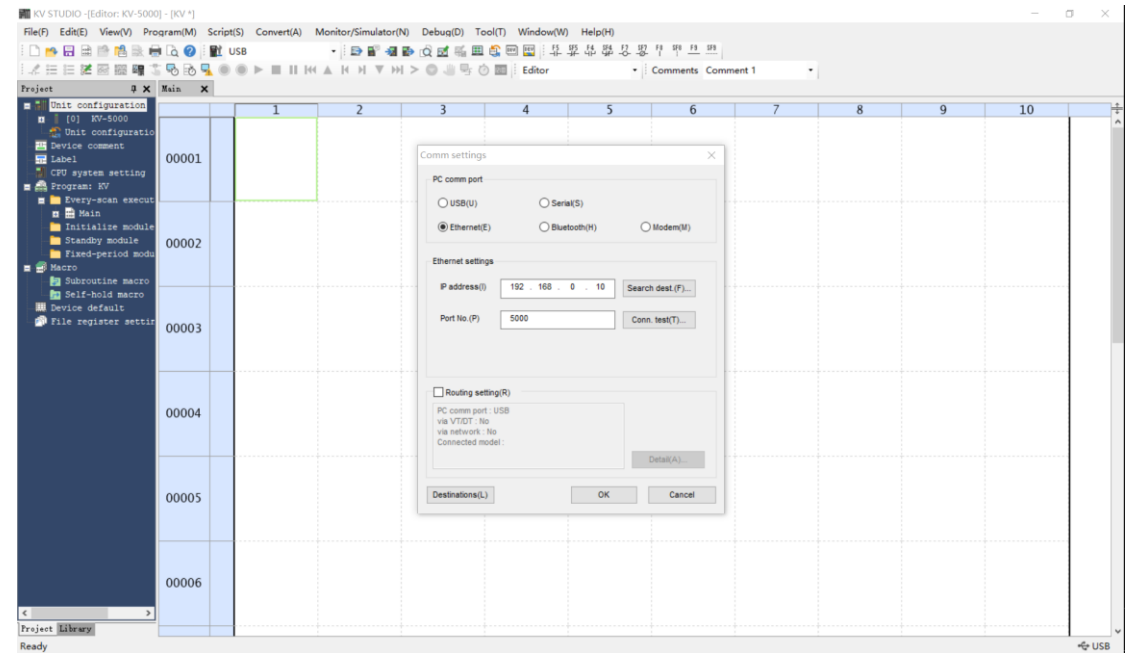 KV STUDIO -[Editor: KV-5000] - [KV *]
File(F) Edit(E) View(V) Program(M) Script(S) Convert(A) Monitor/Simulator(N) Debug(D) Tool(T) Window(W) Help(H)
USB
Editor Comments Comment 1
Project Main
1 2 3 4 5 6 7 8 9 10
Unit configuration
[0] KV-5000
Unit configuratio
Device comment
Label
CPU system setting
Program: KV
Every-scan execut
Main
Initialize module
Standby module
Fixed-period modu
Macro
Subroutine macro
Self-hold macro
Device default
File register settir
00001
00002
00003
00004
00005
00006
Comm settings
PC comm port
USB(U) Serial(S)
Ethernet(E) Bluetooth(H) Modem(M)
Ethernet settings
IP address(I) 192 . 168 . 0 . 10 Search dest.(F)...
Port No.(P) 5000 Conn. test(T)...
Routing setting(R)
PC comm port : USB
via VT/DT : No
via network : No
Connected model :
Detail(A)...
Destinations(L) OK Cancel
Project Library
Ready USB